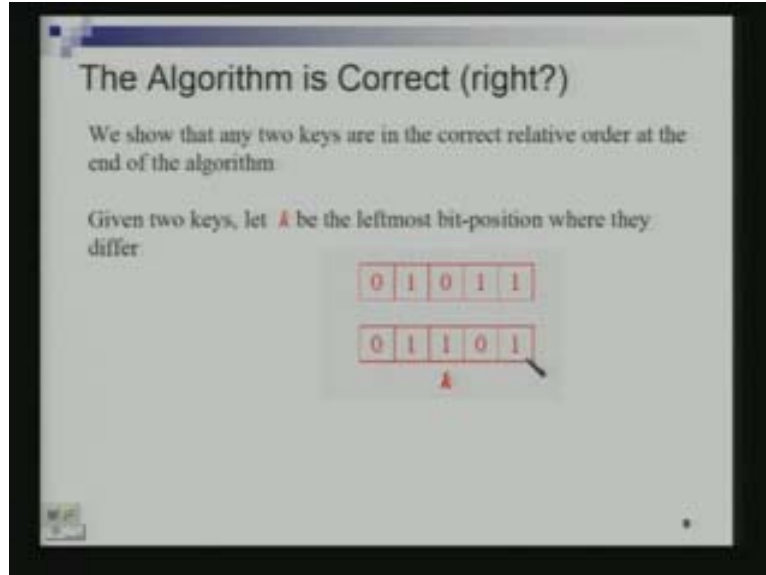 The Algorithm is Correct (right?)
We show that any two keys are in the correct relative order at the
end of the algorithm
Given two keys, let k be the leftmost bit-position where they
differ
0 1 0 1 1
0 1 1 0 1
k